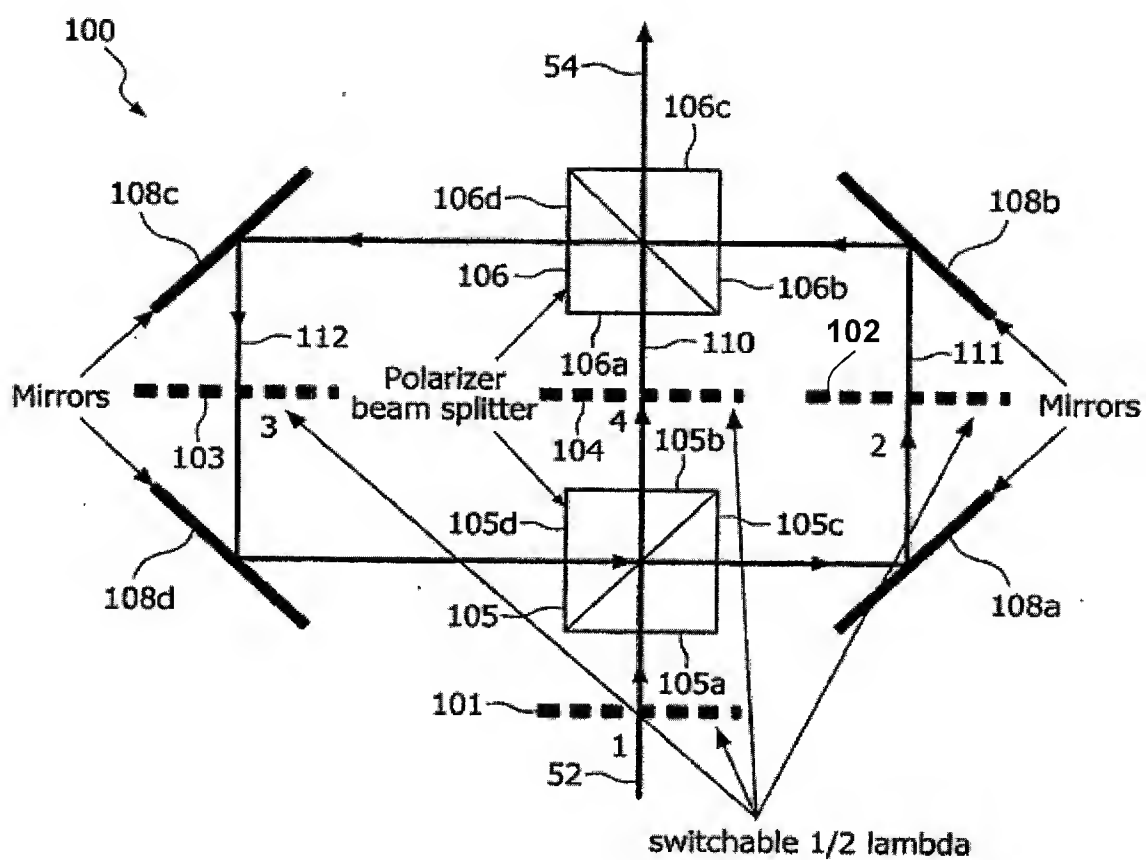 100
54
106c
108c
106d
108b
106
106b
102
112
106a
110
111
Mirrors
Polarizer
beam splitter
Mirrors
103
3
104
4
105b
2
105d
105c
108d
105
108a
105a
101
1
52
switchable 1/2 lambda